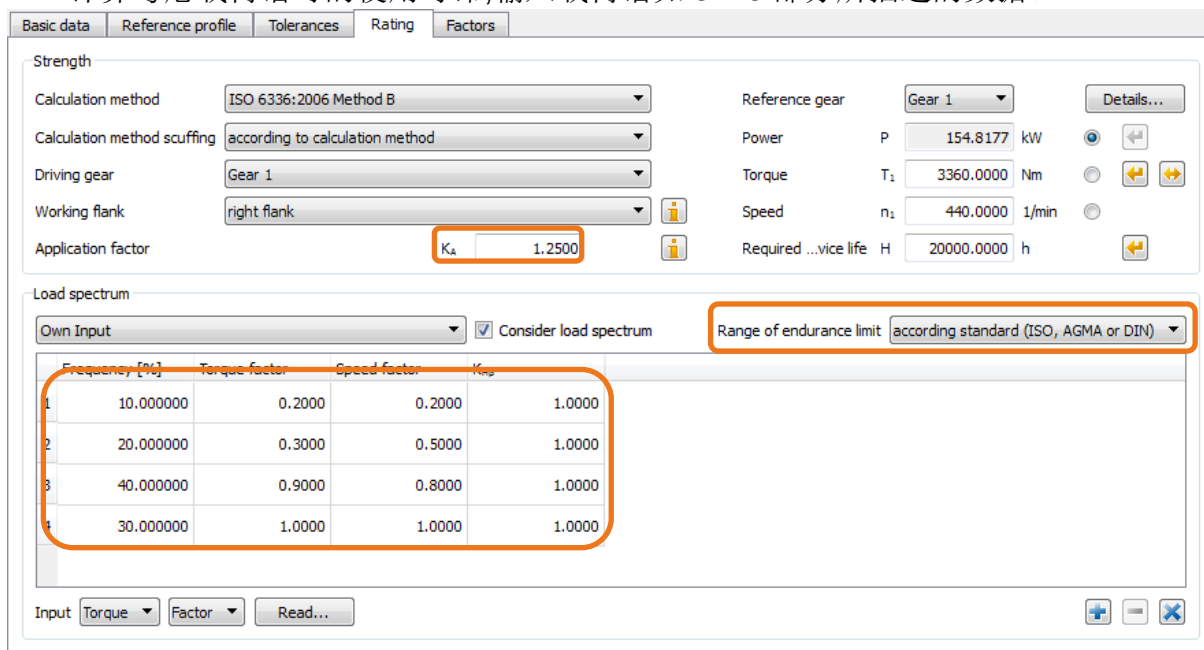 Basic data Reference profile Tolerances Rating Factors
Strength
Calculation method ISO 6336:2006 Method B Reference gear Gear 1 Details...
Calculation method scuffing according to calculation method Power P 154.8177 kW
Driving gear Gear 1 Torque T₁ 3360.0000 Nm
Working flank right flank Speed n₁ 440.0000 1/min
Application factor K_A 1.2500 Required ...vice life H 20000.0000 h
Load spectrum
Own Input Consider load spectrum Range of endurance limit according standard (ISO, AGMA or DIN)
Frequency [%] Torque factor Speed factor
1 10.000000 0.2000 0.2000 1.0000
2 20.000000 0.3000 0.5000 1.0000
3 40.000000 0.9000 0.8000 1.0000
4 30.000000 1.0000 1.0000 1.0000
Input Torque Factor Read...